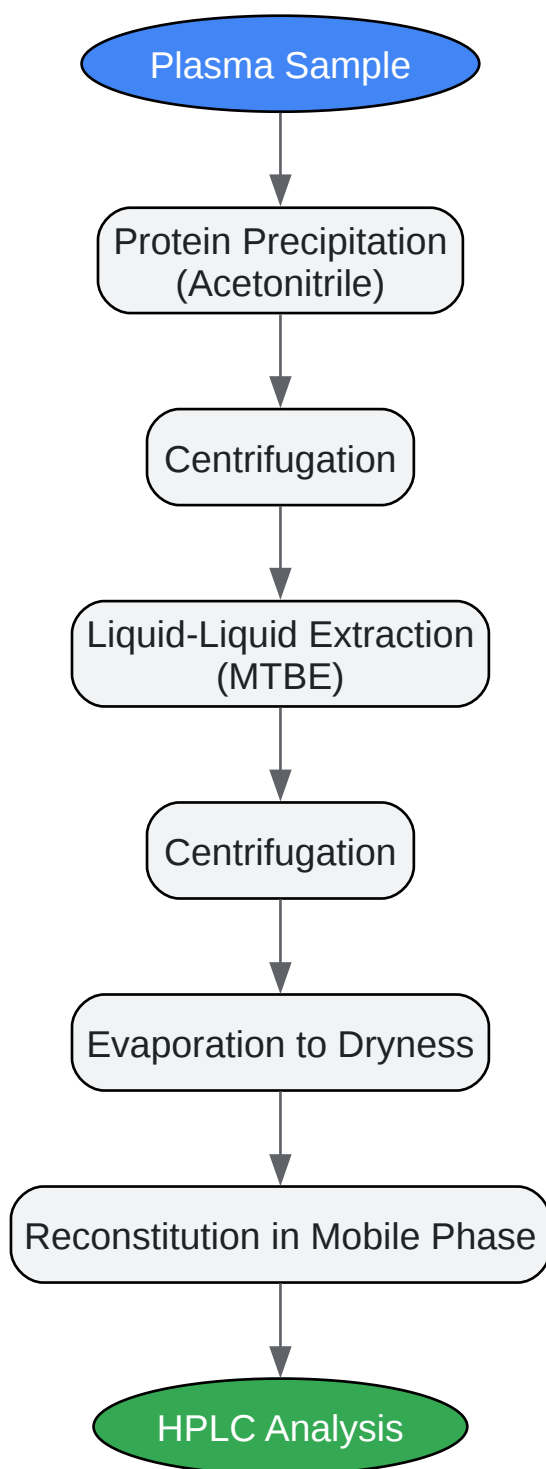 Plasma Sample
Protein Precipitation
(Acetonitrile)
Centrifugation
Liquid-Liquid Extraction
(MTBE)
Centrifugation
Evaporation to Dryness
Reconstitution in Mobile Phase
HPLC Analysis